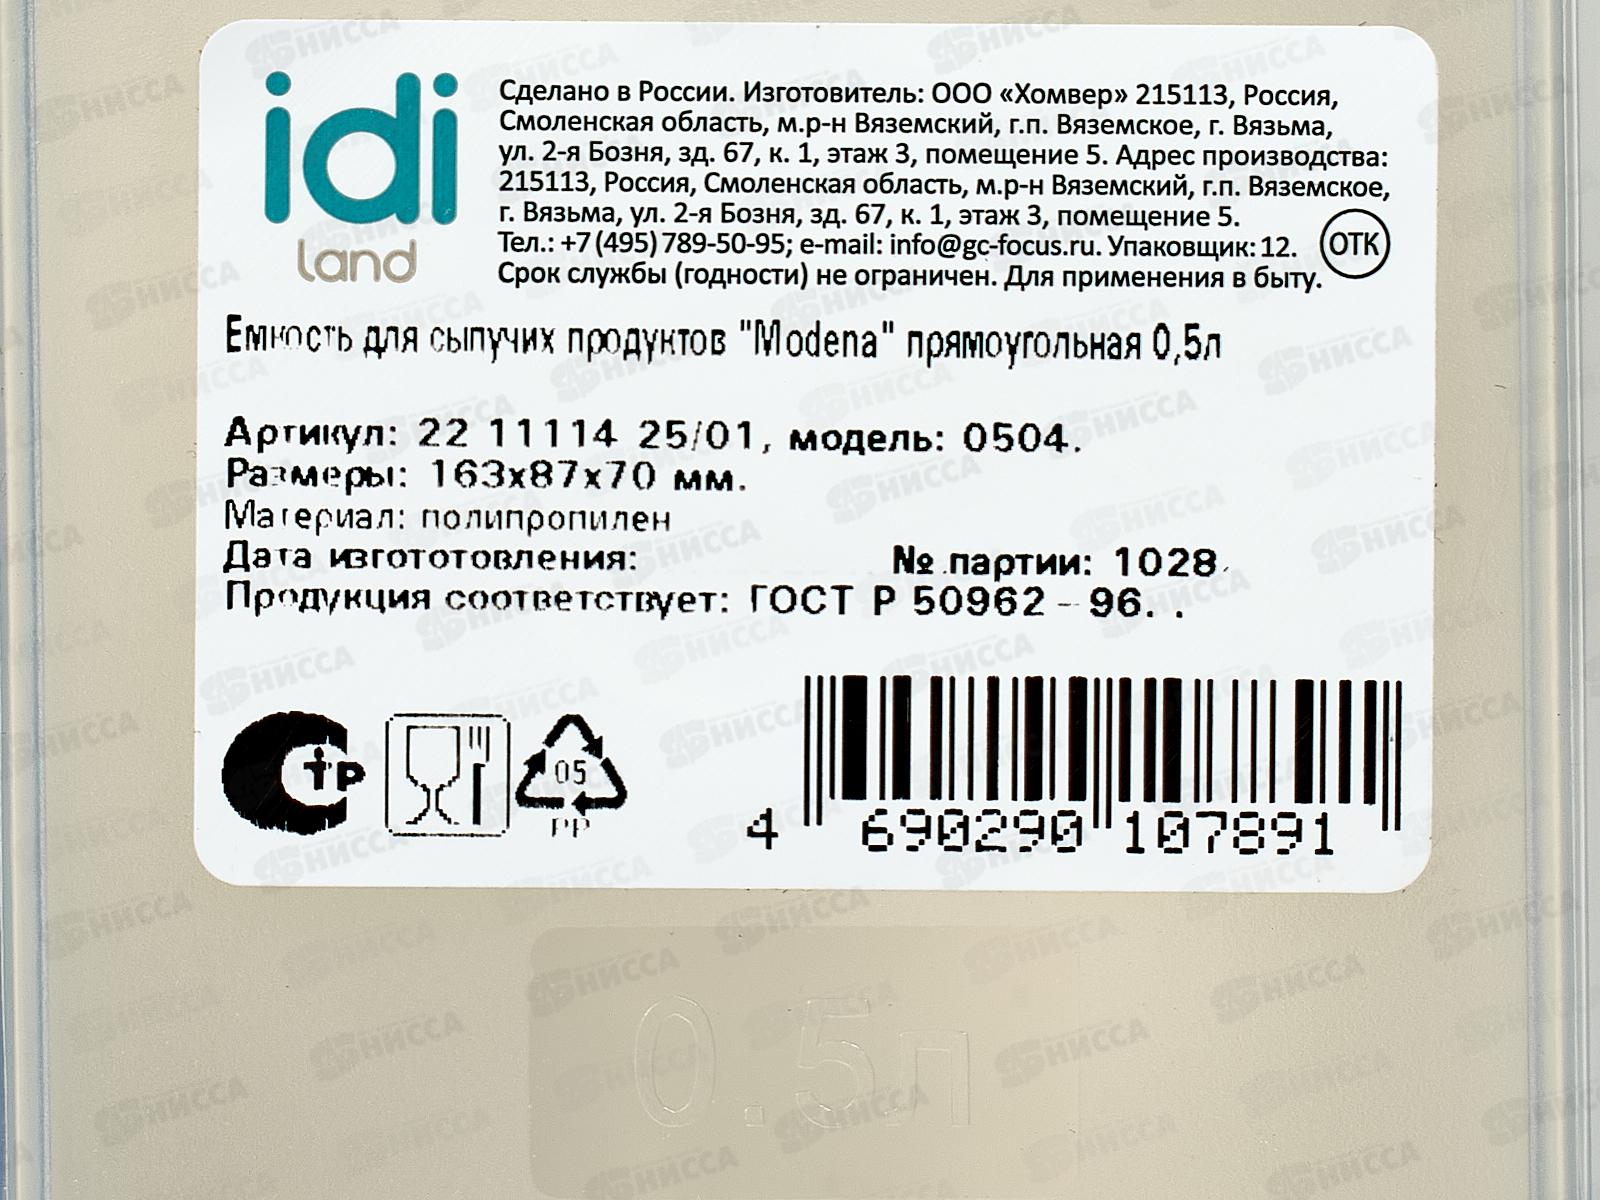 idi
land
Сделано в России. Изготовитель: ООО «Хомвер» 215113, Россия,
Смоленская область, м.р-н Вяземский, г.п. Вяземское, г. Вязьма,
ул. 2-я Бозня, зд. 67, к. 1, этаж 3, помещение 5. Адрес производства:
215113, Россия, Смоленская область, м.р-н Вяземский, г.п. Вяземское,
г. Вязьма, ул. 2-я Бозня, зд. 67, к. 1, этаж 3, помещение 5.
Тел.: +7 (495) 789-50-95; e-mail: info@gc-focus.ru. Упаковщик: 12.
Срок службы (годности) не ограничен. Для применения в быту.
ОТК
Емкость для сыпучих продуктов "Modena" прямоугольная 0,5л
Артикул: 22 11114 25/01, модель: 0504.
Размеры: 163х87х70 мм.
Материал: полипропилен
Дата изгототовления: № партии: 1028
Продукция соответствует: ГОСТ Р 50962-96. .
СтР
05
PP
4 690290 107891
0.5л
НИССА